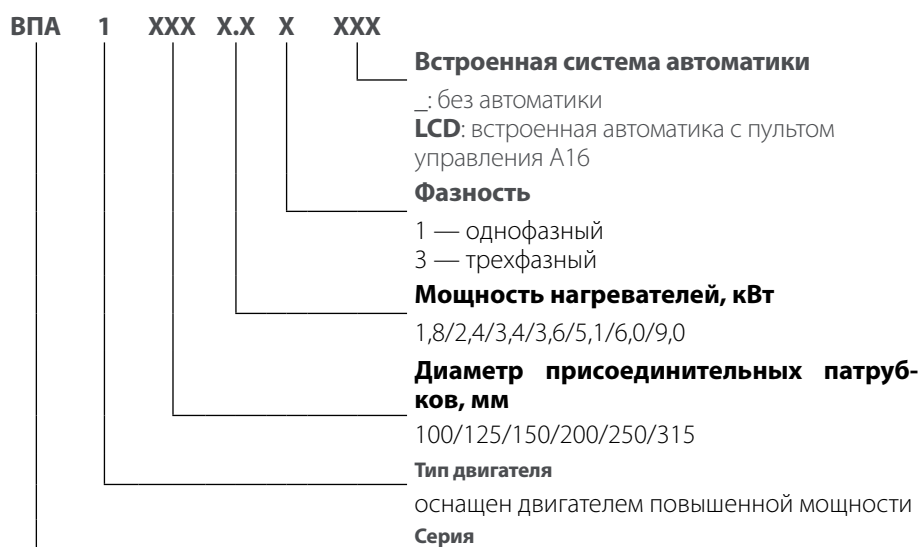 ВПА 1 ХХХ Х.Х Х ХХХ
Встроенная система автоматики
_: без автоматики
LCD: встроенная автоматика с пультом
управления А16
Фазность
1 — однофазный
3 — трехфазный
Мощность нагревателей, кВт
1,8/2,4/3,4/3,6/5,1/6,0/9,0
Диаметр присоединительных патруб-
ков, мм
100/125/150/200/250/315
Тип двигателя
оснащен двигателем повышенной мощности
Серия